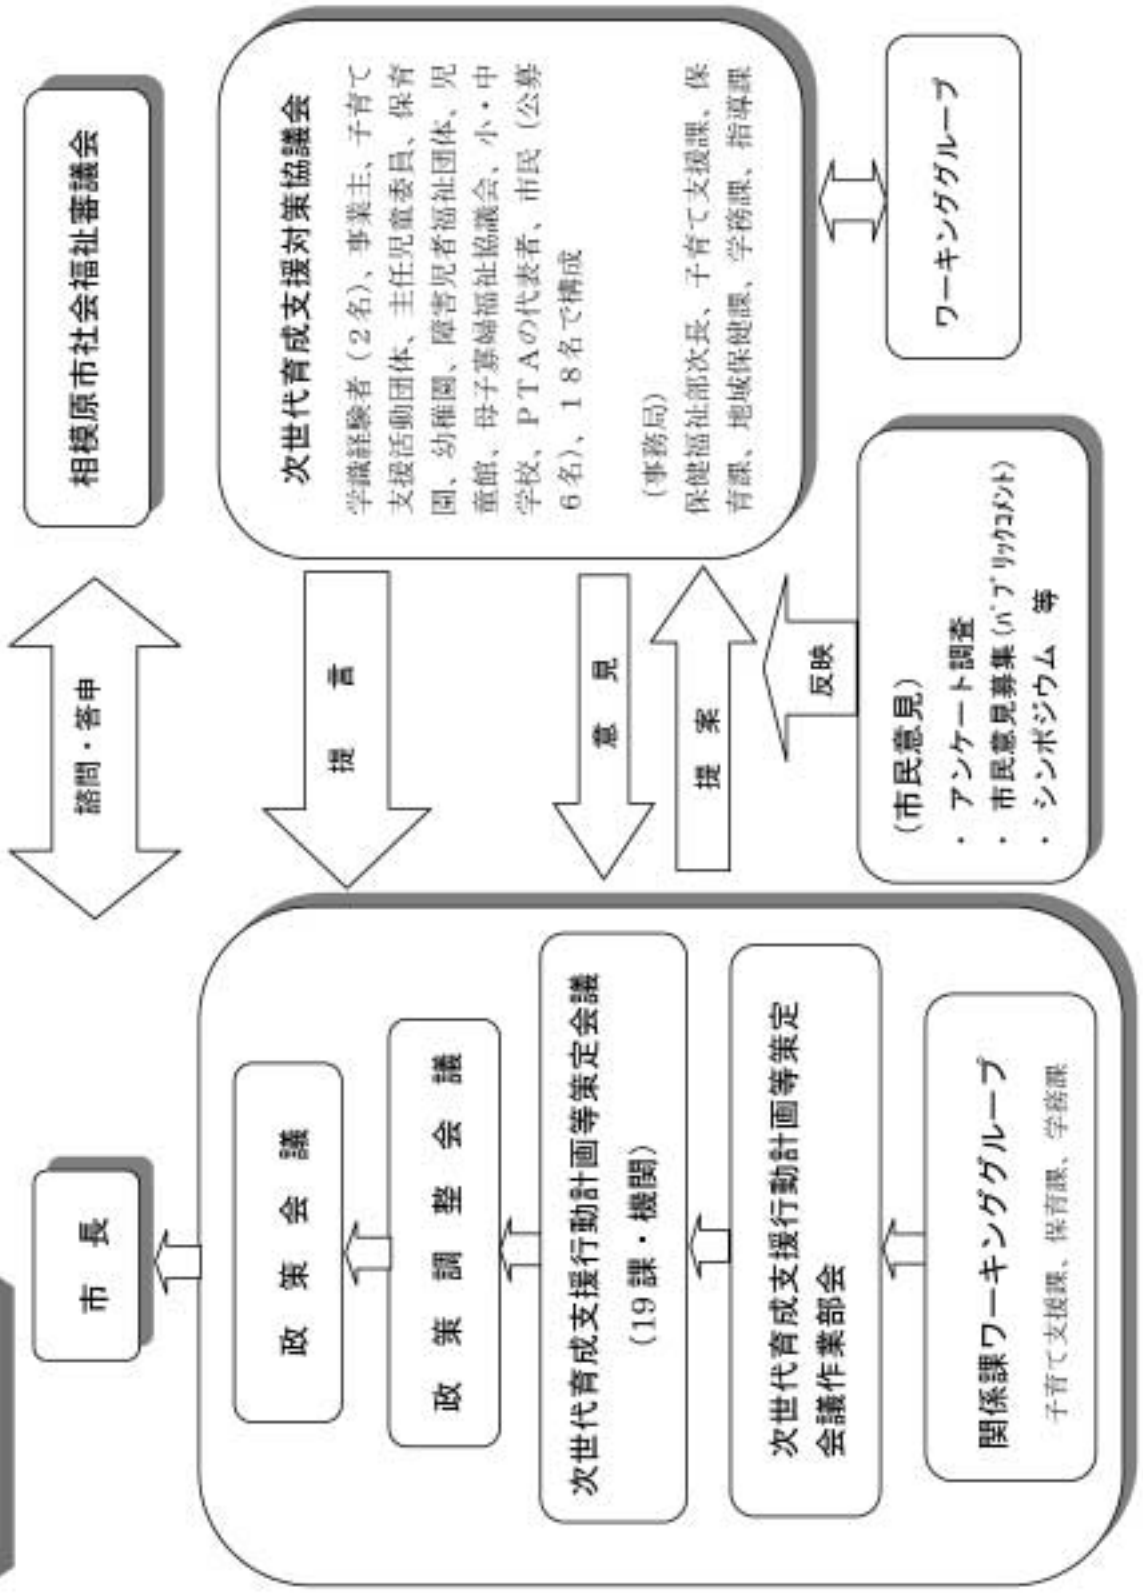 市 長
政 策 会 議
政 策 調 整 会 議
次世代育成支援行動計画等策定会議
(19課・機関)
次世代育成支援行動計画等策定
会議作業部会
関係課ワーキンググループ
子育て支援課、保育課、学務課
諮問・答申
提 言
意 見
提 案
反映
(市民意見)
・ アンケート調査
・ 市民意見募集(ﾊﾟﾌﾞﾘｯｸｺﾒﾝﾄ)
・ シンポジウム 等
相模原市社会福祉審議会
次世代育成支援対策協議会
学識経験者(2名)、事業主、子育て
支援活動団体、主任児童委員、保育
園、幼稚園、障害児者福祉団体、児
童館、母子寡婦福祉協議会、小・中
学校、PTAの代表者、市民(公募
6名)、18名で構成
(事務局)
保健福祉部次長、子育て支援課、保
育課、地域保健課、学務課、指導課
ワーキンググループ